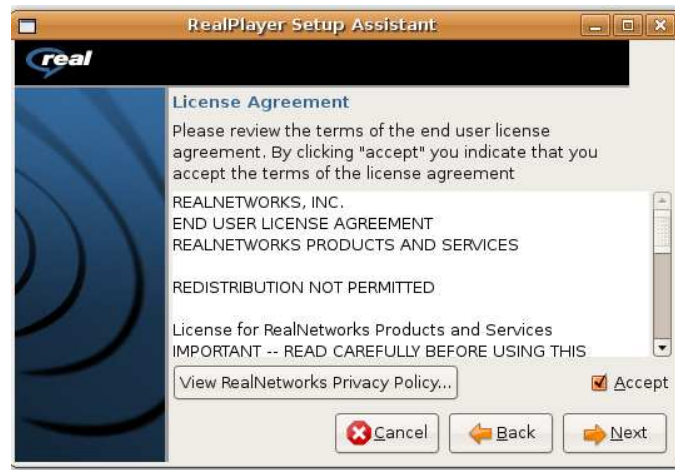 RealPlayer Setup Assistant
real
License Agreement
Please review the terms of the end user license
agreement. By clicking "accept" you indicate that you
accept the terms of the license agreement
REALNETWORKS, INC.
END USER LICENSE AGREEMENT
REALNETWORKS PRODUCTS AND SERVICES
REDISTRIBUTION NOT PERMITTED
License for RealNetworks Products and Services
IMPORTANT -- READ CAREFULLY BEFORE USING THIS
View RealNetworks Privacy Policy...
Accept
Cancel
Back
Next